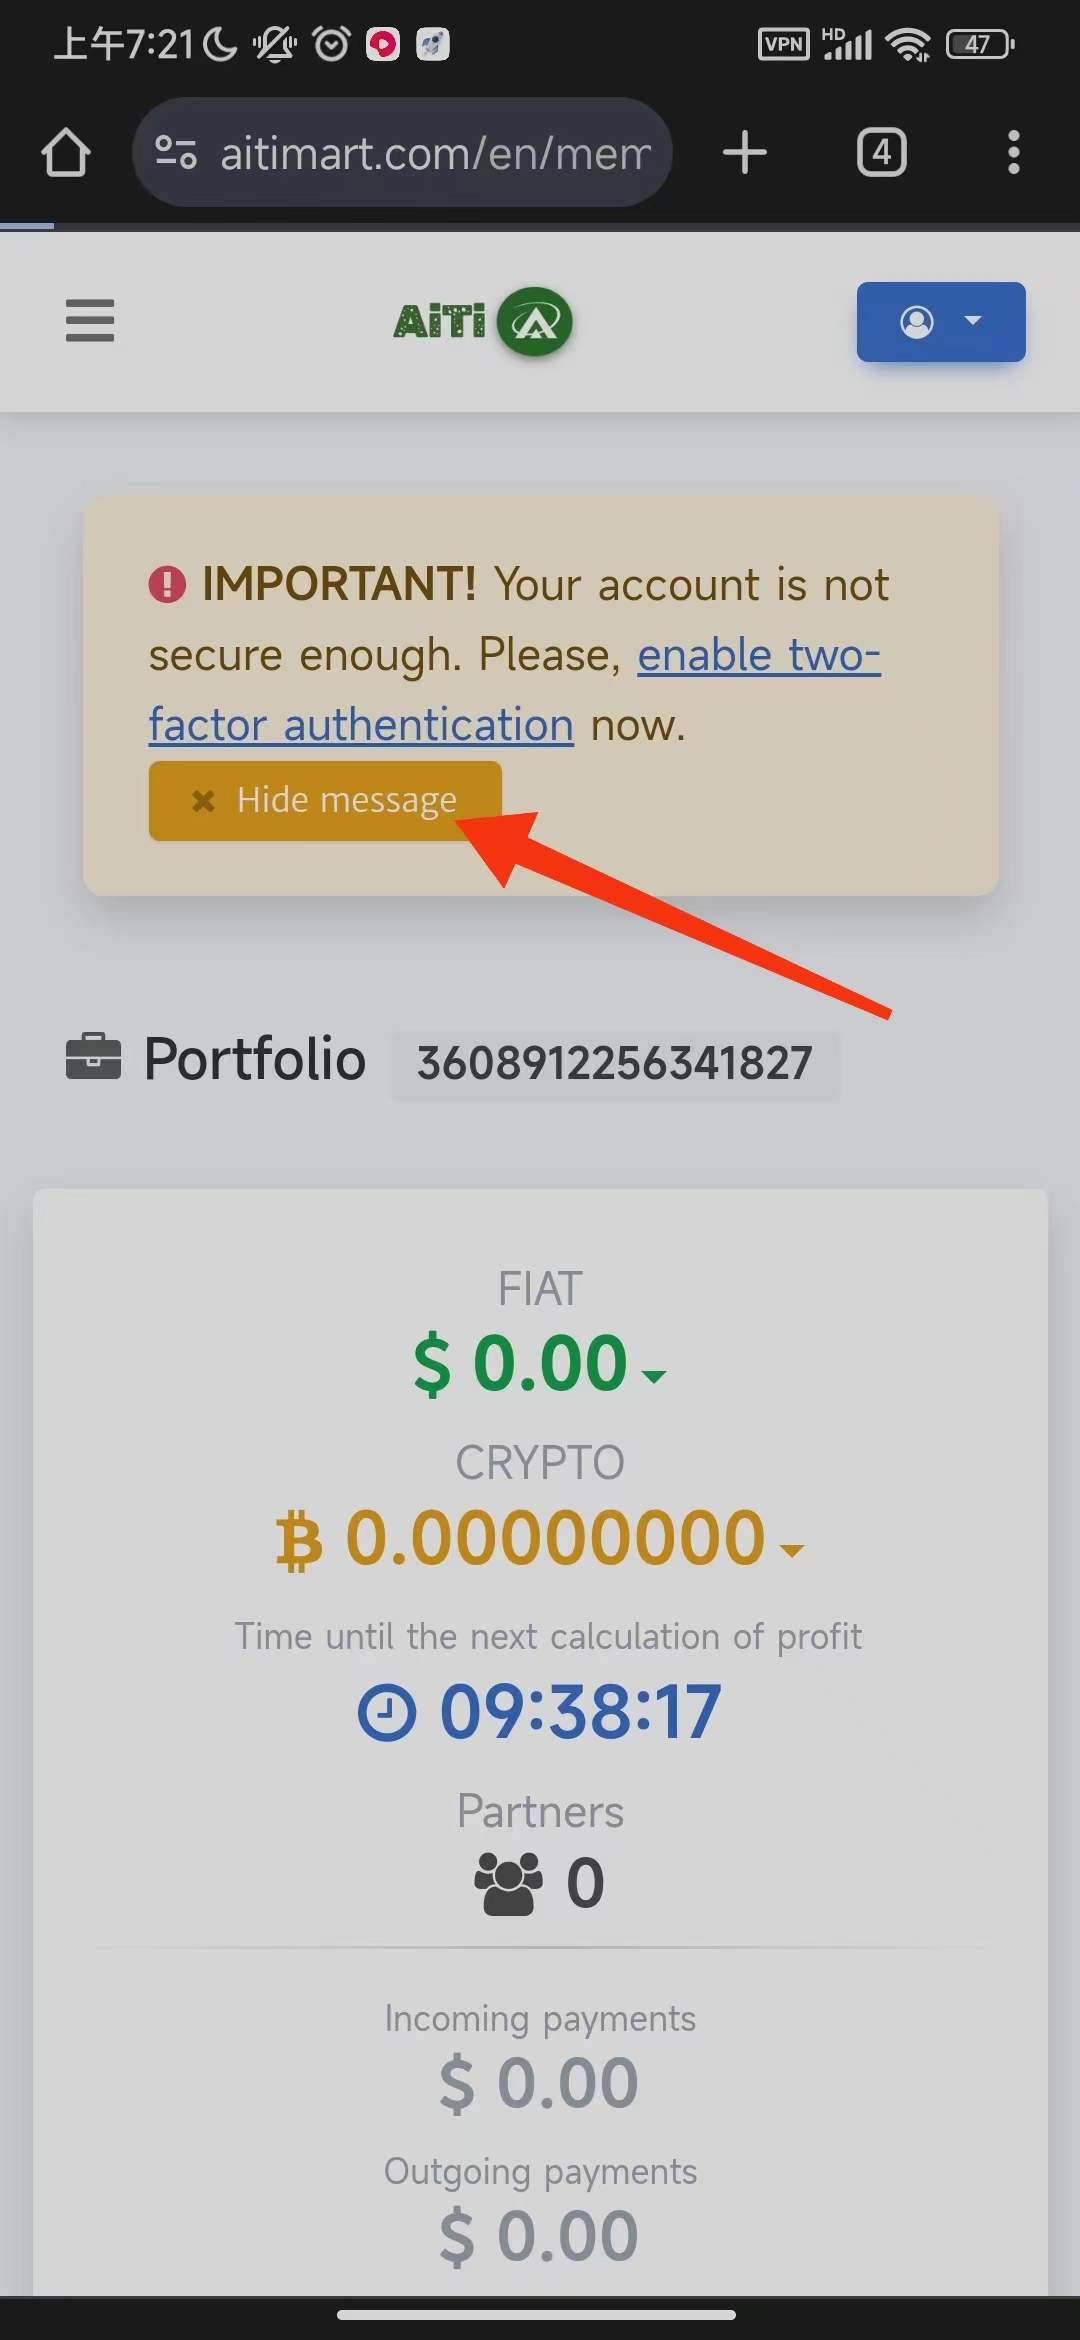 上午7:21
VPN HD 47
aitimart.com/en/mem
4
AiTi
IMPORTANT! Your account is not
secure enough. Please, enable two-
factor authentication now.
Hide message
Portfolio 3608912256341827
FIAT
$ 0.00
CRYPTO
₿ 0.00000000
Time until the next calculation of profit
09:38:17
Partners
0
Incoming payments
$ 0.00
Outgoing payments
$ 0.00